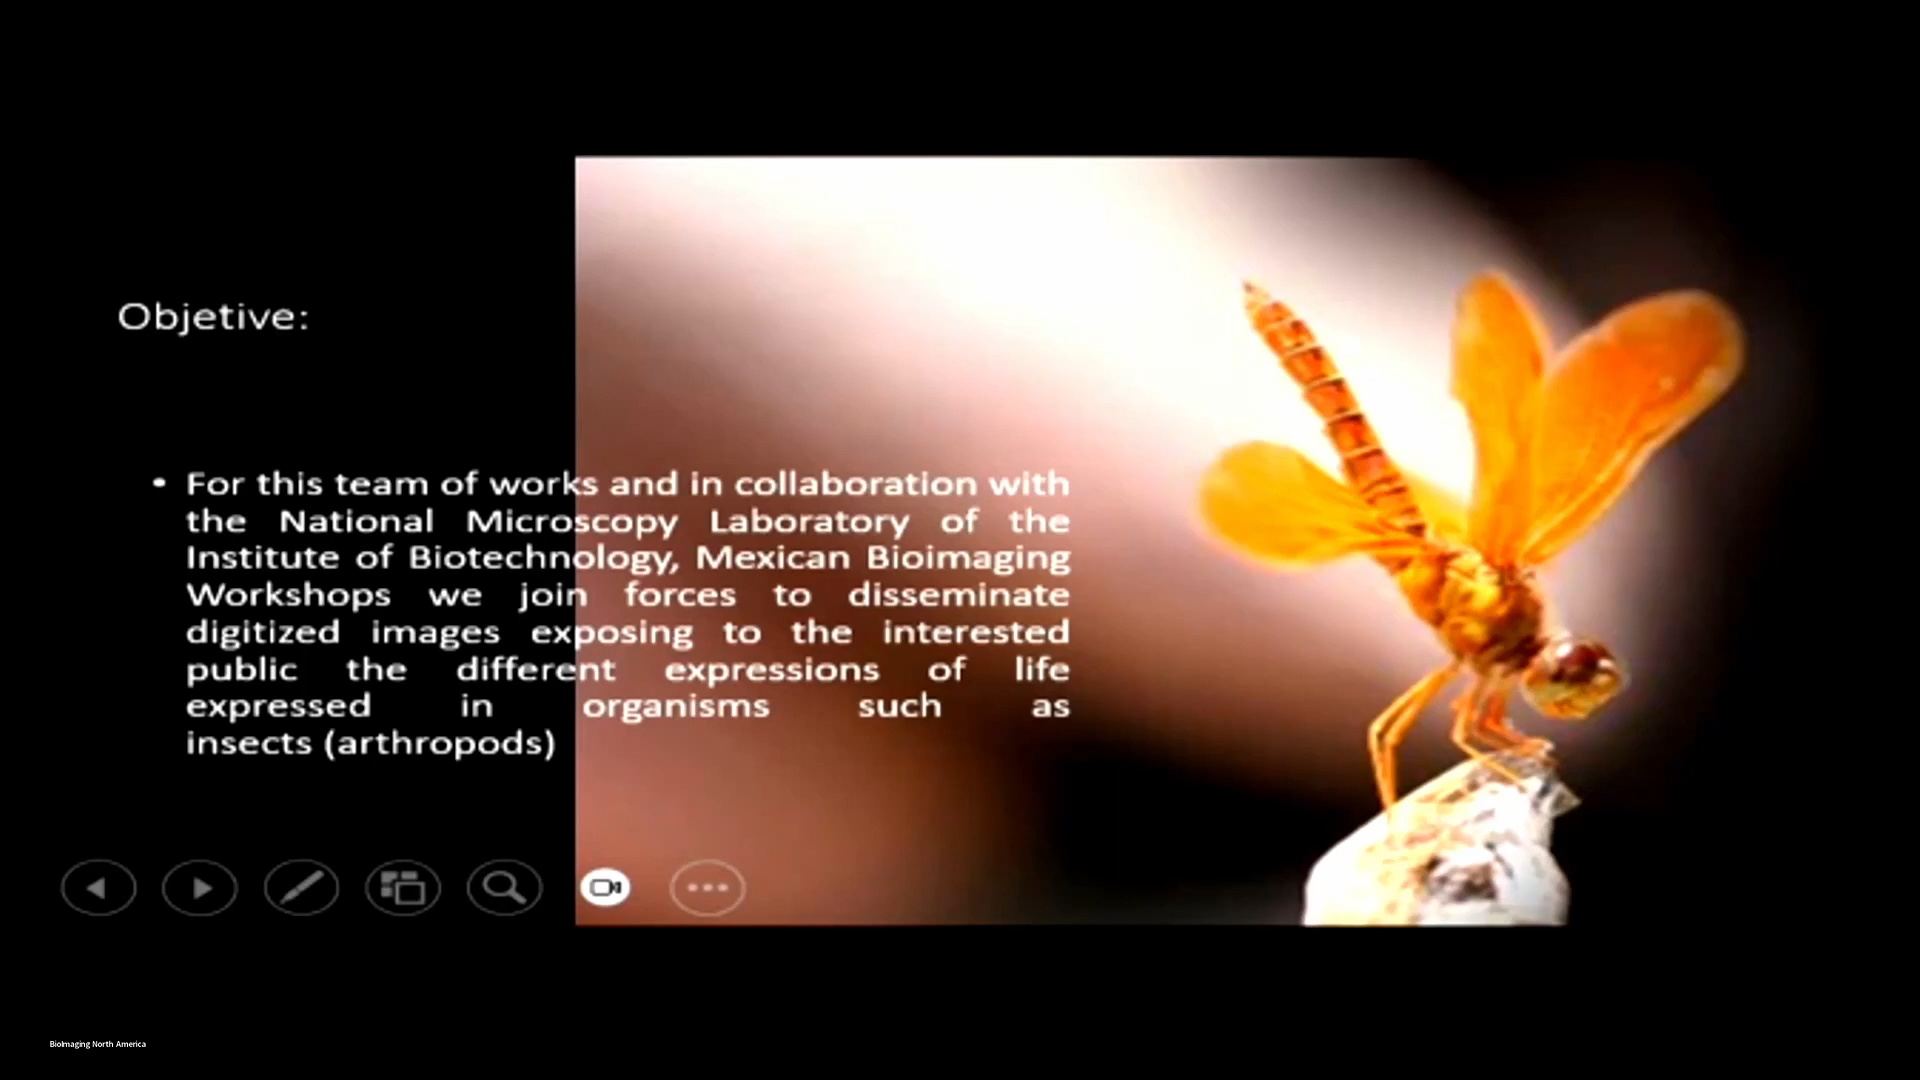 Objetive:
• For this team of works and in collaboration with
the National Microscopy Laboratory of the
Institute of Biotechnology, Mexican Bioimaging
Workshops we join forces to disseminate
digitized images exposing to the interested
public the different expressions of life
expressed in organisms such as
insects (arthropods)
BioImaging North America